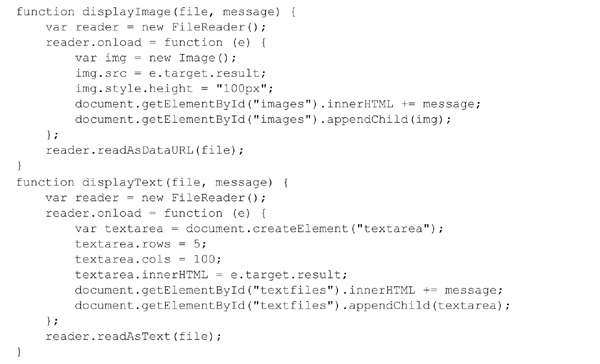 function displayImage(file, message) {
    var reader = new FileReader();
    reader.onload = function (e) {
        var img = new Image();
        img.src = e.target.result;
        img.style.height = "100px";
        document.getElementById("images").innerHTML += message;
        document.getElementById("images").appendChild(img);
    };
    reader.readAsDataURL(file);
}
function displayText(file, message) {
    var reader = new FileReader();
    reader.onload = function (e) {
        var textarea = document.createElement("textarea");
        textarea.rows = 5;
        textarea.cols = 100;
        textarea.innerHTML = e.target.result;
        document.getElementById("textfiles").innerHTML += message;
        document.getElementById("textfiles").appendChild(textarea);
    };
    reader.readAsText(file);
}